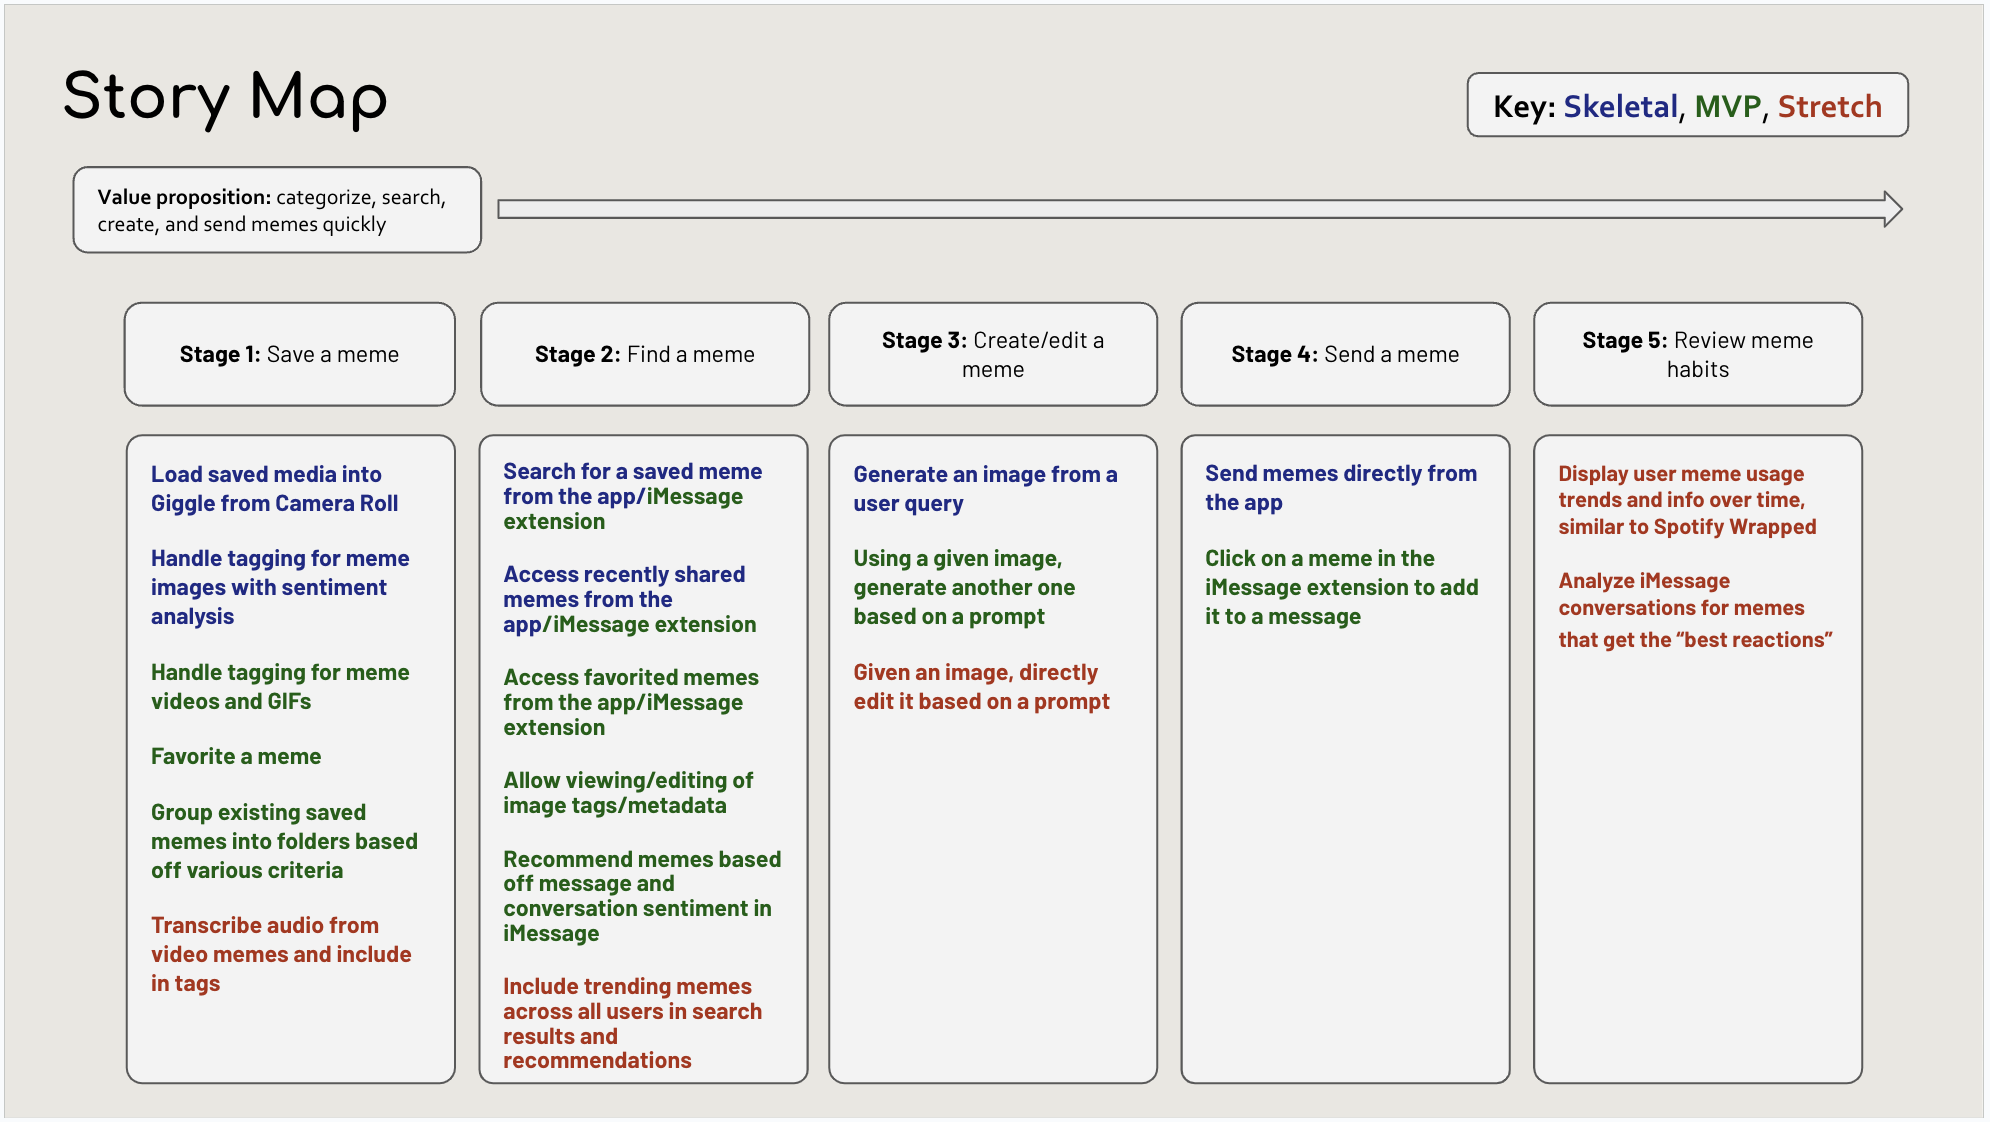 Story Map
Key: Skeletal, MVP, Stretch
Value proposition: categorize, search,
create, and send memes quickly
Stage 1: Save a meme
Stage 2: Find a meme
Stage 3: Create/edit a
meme
Stage 4: Send a meme
Stage 5: Review meme
habits
Load saved media into
Giggle from Camera Roll
Handle tagging for meme
images with sentiment
analysis
Handle tagging for meme
videos and GIFs
Favorite a meme
Group existing saved
memes into folders based
off various criteria
Transcribe audio from
video memes and include
in tags
Search for a saved meme
from the app/iMessage
extension
Access recently shared
memes from the
app/iMessage extension
Access favorited memes
from the app/iMessage
extension
Allow viewing/editing of
image tags/metadata
Recommend memes based
off message and
conversation sentiment in
iMessage
Include trending memes
across all users in search
results and
recommendations
Generate an image from a
user query
Using a given image,
generate another one
based on a prompt
Given an image, directly
edit it based on a prompt
Send memes directly from
the app
Click on a meme in the
iMessage extension to add
it to a message
Display user meme usage
trends and info over time,
similar to Spotify Wrapped
Analyze iMessage
conversations for memes
that get the “best reactions”